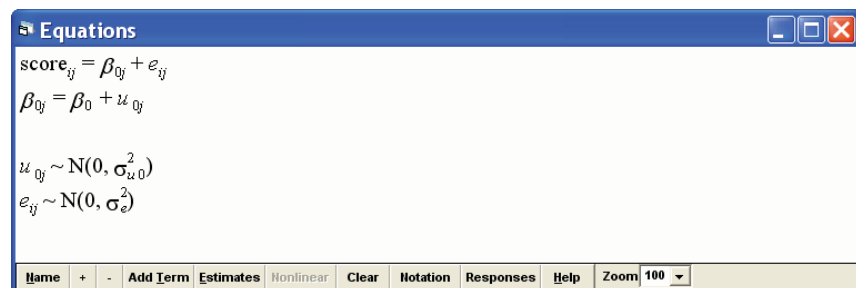 Equations
score_ij = β_0j + e_ij
β_0j = β_0 + u_0j
u_0j ~ N(0, σ²_u0)
e_ij ~ N(0, σ²_e)
Name + - Add Term Estimates Nonlinear Clear Notation Responses Help Zoom 100